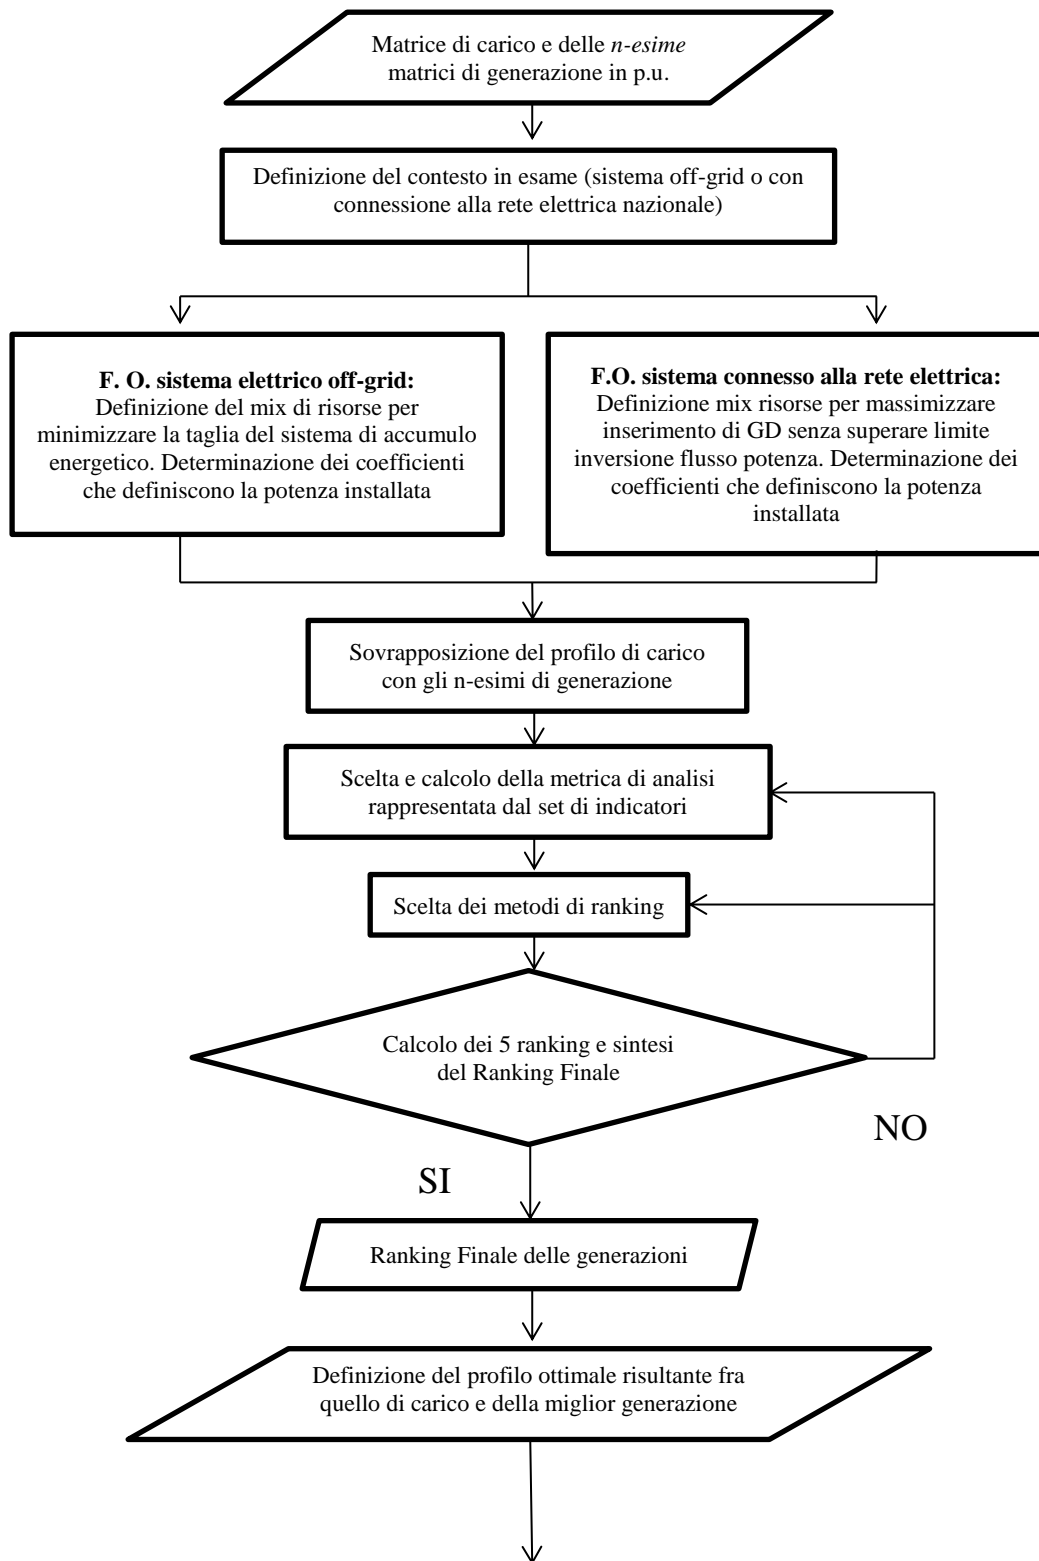 Matrice di carico e delle n-esime
matrici di generazione in p.u.
Definizione del contesto in esame (sistema off-grid o con
connessione alla rete elettrica nazionale)
F. O. sistema elettrico off-grid:
Definizione del mix di risorse per
minimizzare la taglia del sistema di accumulo
energetico. Determinazione dei coefficienti
che definiscono la potenza installata
F.O. sistema connesso alla rete elettrica:
Definizione mix risorse per massimizzare
inserimento di GD senza superare limite
inversione flusso potenza. Determinazione dei
coefficienti che definiscono la potenza
installata
Sovrapposizione del profilo di carico
con gli n-esimi di generazione
Scelta e calcolo della metrica di analisi
rappresentata dal set di indicatori
Scelta dei metodi di ranking
Calcolo dei 5 ranking e sintesi
del Ranking Finale
NO
SI
Ranking Finale delle generazioni
Definizione del profilo ottimale risultante fra
quello di carico e della miglior generazione